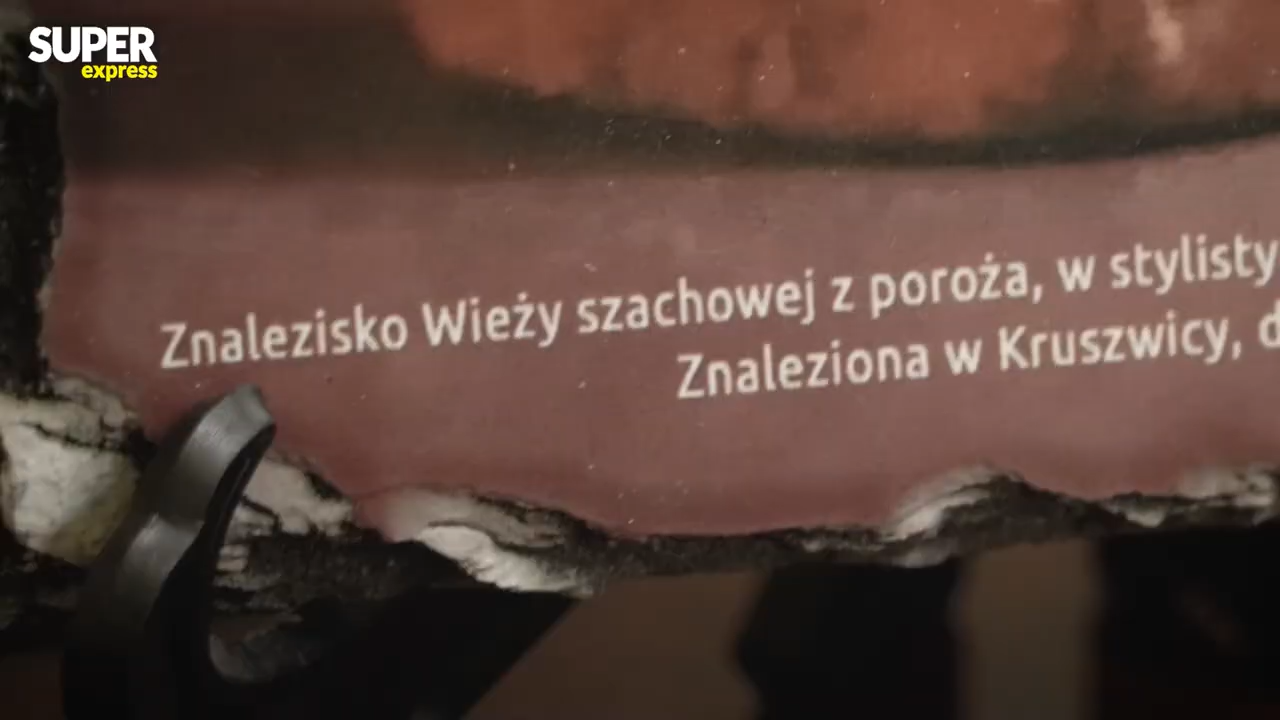 SUPER
express
Znalezisko Wieży szachowej z poroża, w stylisty
Znaleziona w Kruszwicy, d